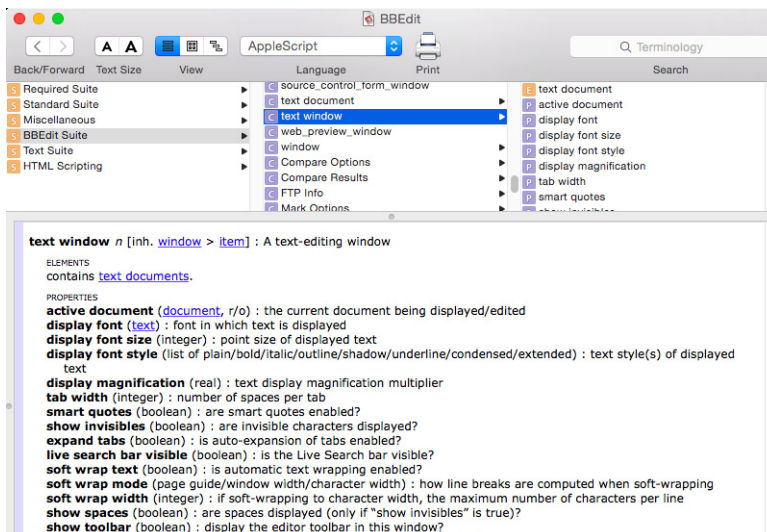 BBEdit
A A
AppleScript
Terminology
Back/Forward Text Size View Language Print Search
S Required Suite
S Standard Suite
S Miscellaneous
S BBEdit Suite
S Text Suite
S HTML Scripting
C source_control_form_window
C text document
C text window
C web_preview_window
C window
C Compare Options
C Compare Results
C FTP Info
C Mark Options
E text document
P active document
P display font
P display font size
P display font style
P display magnification
P tab width
P smart quotes
P show invisibles
text window n [inh. window > item] : A text-editing window
ELEMENTS
contains text documents.
PROPERTIES
active document (document, r/o) : the current document being displayed/edited
display font (text) : font in which text is displayed
display font size (integer) : point size of displayed text
display font style (list of plain/bold/italic/outline/shadow/underline/condensed/extended) : text style(s) of displayed
text
display magnification (real) : text display magnification multiplier
tab width (integer) : number of spaces per tab
smart quotes (boolean) : are smart quotes enabled?
show invisibles (boolean) : are invisible characters displayed?
expand tabs (boolean) : is auto-expansion of tabs enabled?
live search bar visible (boolean) : is the Live Search bar visible?
soft wrap text (boolean) : is automatic text wrapping enabled?
soft wrap mode (page guide/window width/character width) : how line breaks are computed when soft-wrapping
soft wrap width (integer) : if soft-wrapping to character width, the maximum number of characters per line
show spaces (boolean) : are spaces displayed (only if “show invisibles” is true)?
show toolbar (boolean) : display the editor toolbar in this window?